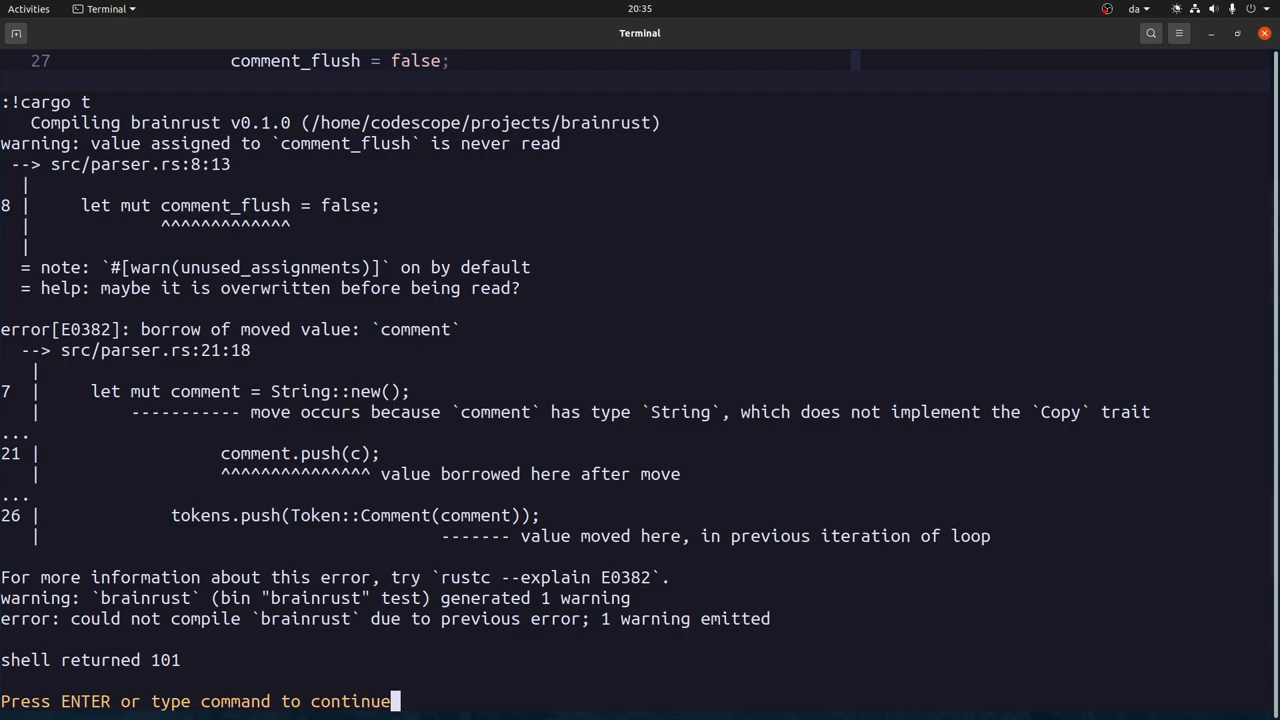 Activities Terminal 20:35 da
Terminal
27 comment_flush = false;
:!cargo t
Compiling brainrust v0.1.0 (/home/codescope/projects/brainrust)
warning: value assigned to `comment_flush` is never read
--> src/parser.rs:8:13
|
8 | let mut comment_flush = false;
| ^^^^^^^^^^^^^
|
= note: `#[warn(unused_assignments)]` on by default
= help: maybe it is overwritten before being read?
error[E0382]: borrow of moved value: `comment`
--> src/parser.rs:21:18
|
7 | let mut comment = String::new();
| ----------- move occurs because `comment` has type `String`, which does not implement the `Copy` trait
...
21 | comment.push(c);
| ^^^^^^^^^^^^^^^ value borrowed here after move
...
26 | tokens.push(Token::Comment(comment));
| ------- value moved here, in previous iteration of loop
For more information about this error, try `rustc --explain E0382`.
warning: `brainrust` (bin "brainrust" test) generated 1 warning
error: could not compile `brainrust` due to previous error; 1 warning emitted
shell returned 101
Press ENTER or type command to continue